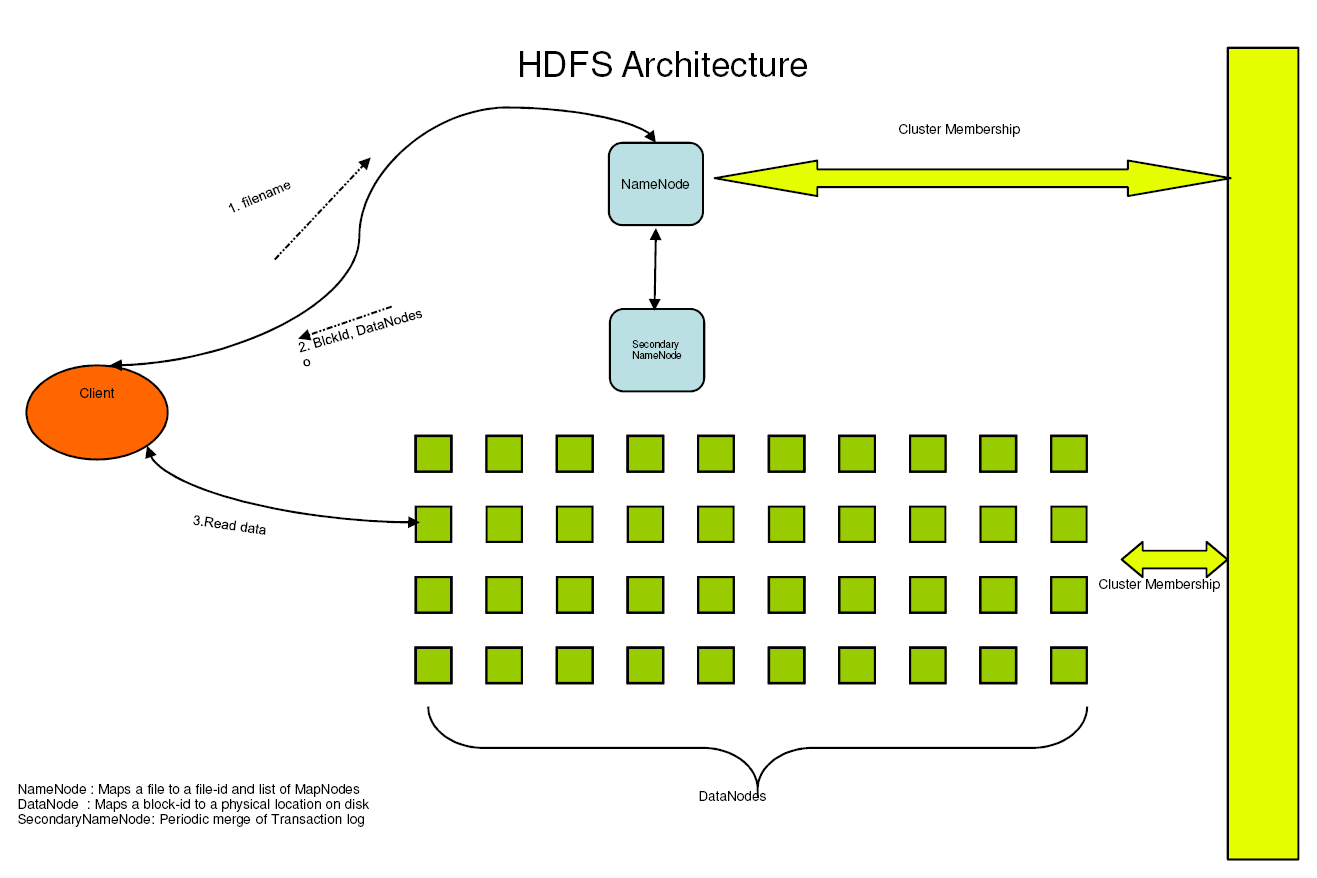 HDFS Architecture
Cluster Membership
NameNode
1. filename
2. BlckId, DataNodes
o
Secondary
NameNode
Client
3.Read data
Cluster Membership
DataNodes
NameNode : Maps a file to a file-id and list of MapNodes
DataNode  : Maps a block-id to a physical location on disk
SecondaryNameNode: Periodic merge of Transaction log